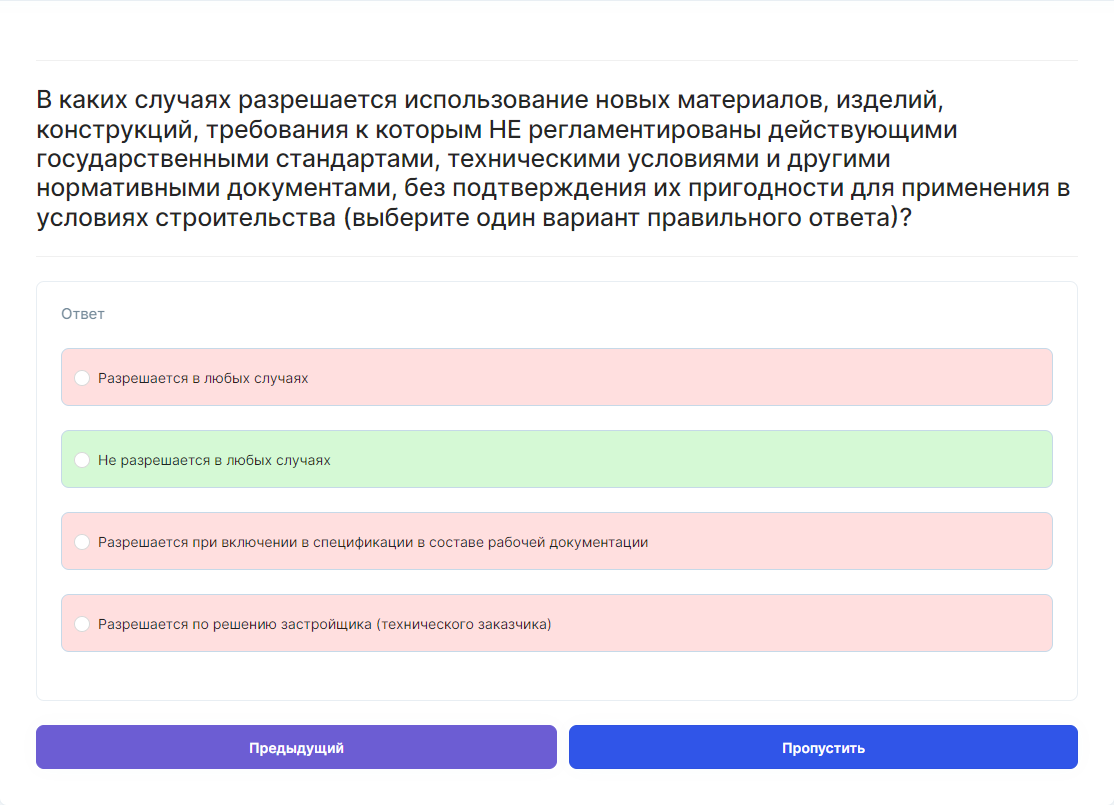 В каких случаях разрешается использование новых материалов, изделий,
конструкций, требования к которым НЕ регламентированы действующими
государственными стандартами, техническими условиями и другими
нормативными документами, без подтверждения их пригодности для применения в
условиях строительства (выберите один вариант правильного ответа)?
Ответ
Разрешается в любых случаях
Не разрешается в любых случаях
Разрешается при включении в спецификации в составе рабочей документации
Разрешается по решению застройщика (технического заказчика)
Предыдущий
Пропустить